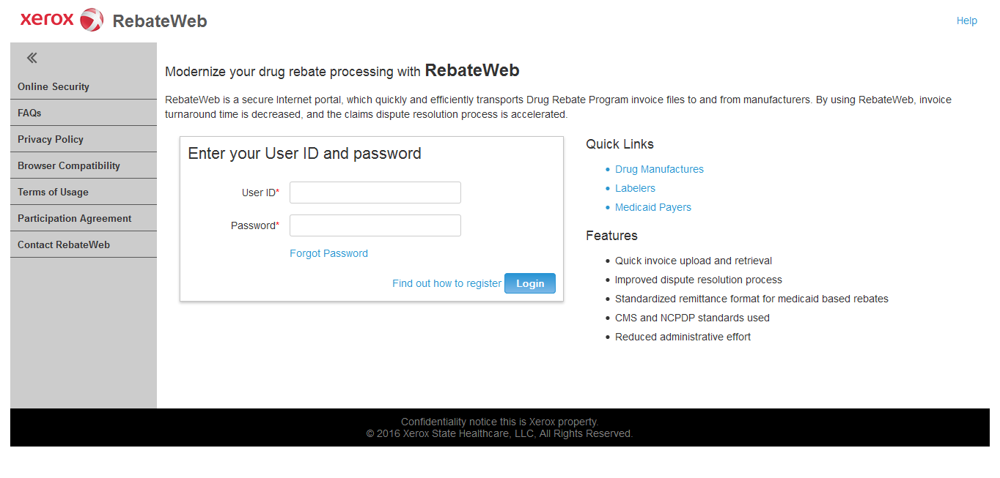 xerox RebateWeb
Help
Online Security
FAQs
Privacy Policy
Browser Compatibility
Terms of Usage
Participation Agreement
Contact RebateWeb
Modernize your drug rebate processing with RebateWeb
RebateWeb is a secure Internet portal, which quickly and efficiently transports Drug Rebate Program invoice files to and from manufacturers. By using RebateWeb, invoice
turnaround time is decreased, and the claims dispute resolution process is accelerated.
Enter your User ID and password
User ID*
Password*
Forgot Password
Find out how to register Login
Quick Links
• Drug Manufactures
• Labelers
• Medicaid Payers
Features
• Quick invoice upload and retrieval
• Improved dispute resolution process
• Standardized remittance format for medicaid based rebates
• CMS and NCPDP standards used
• Reduced administrative effort
Confidentiality notice this is Xerox property.
© 2016 Xerox State Healthcare, LLC, All Rights Reserved.